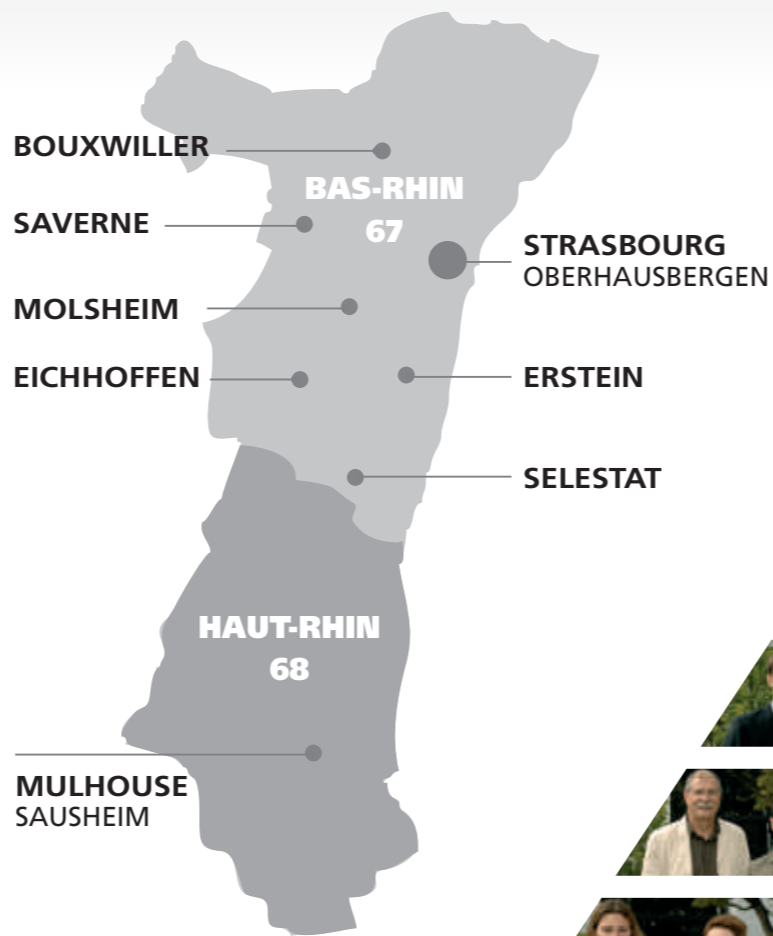 BOUXWILLER
BAS-RHIN
67
SAVERNE
STRASBOURG
OBERHAUSBERGEN
MOLSHEIM
EICHHOFFEN
ERSTEIN
SELESTAT
HAUT-RHIN
68
MULHOUSE
SAUSHEIM